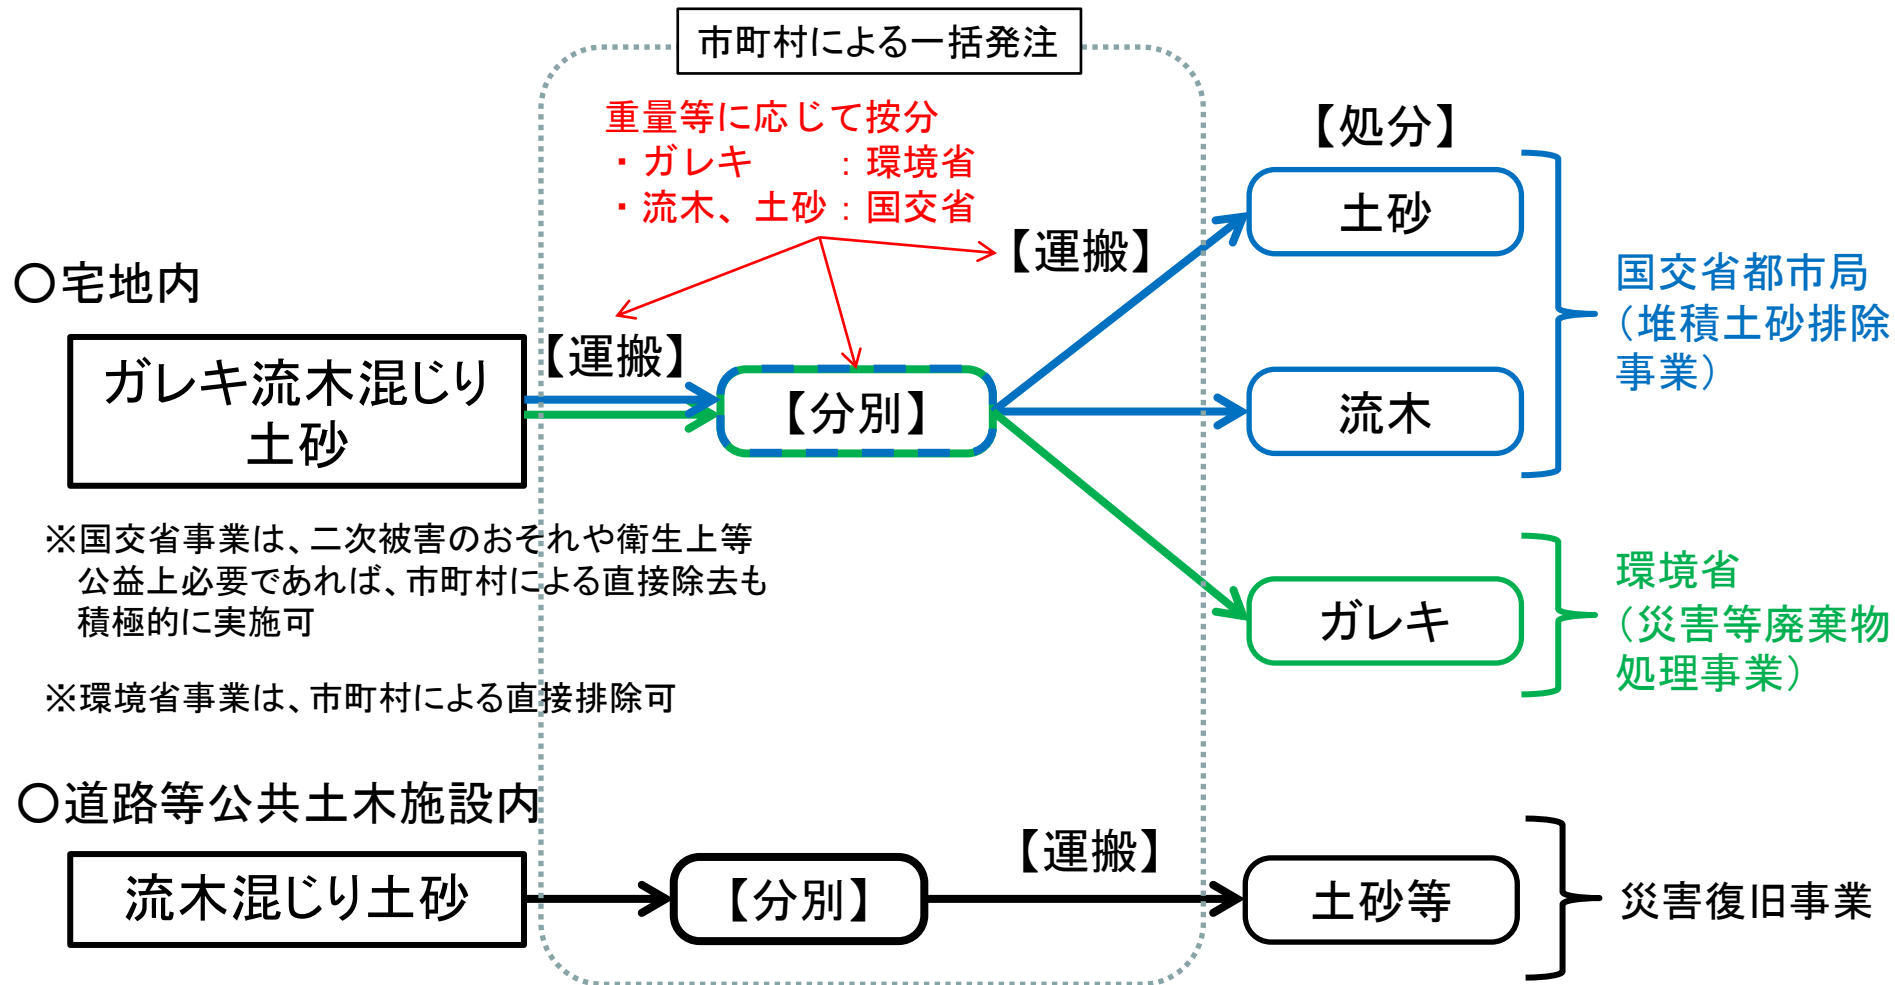 市町村による一括発注
重量等に応じて按分
・ガレキ　　：環境省
・流木、土砂：国交省
【処分】
【運搬】
土砂
〇宅地内
国交省都市局
（堆積土砂排除
事業）
ガレキ流木混じり
土砂
【運搬】
【分別】
流木
※国交省事業は、二次被害のおそれや衛生上等
公益上必要であれば、市町村による直接除去も
積極的に実施可
ガレキ
環境省
（災害等廃棄物
処理事業）
※環境省事業は、市町村による直接排除可
〇道路等公共土木施設内
流木混じり土砂
【分別】
【運搬】
土砂等
災害復旧事業